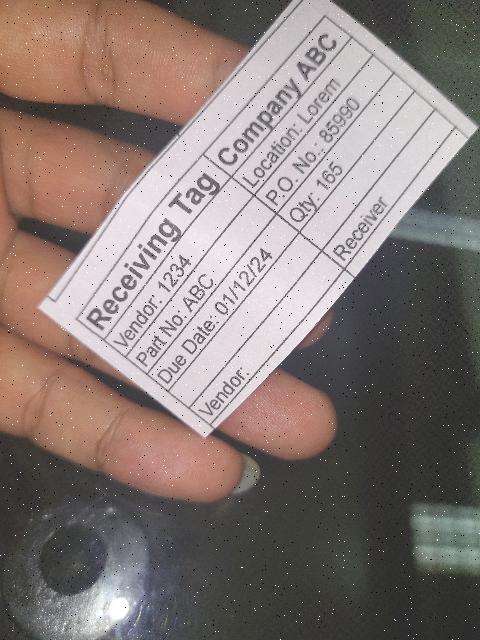 Receiving Tag Company ABC
Vendor: 1234 Location: Lorem
Part No: ABC P.O. No.: 85990
Due Date: 01/12/24 Qty: 165
Vendor: Receiver